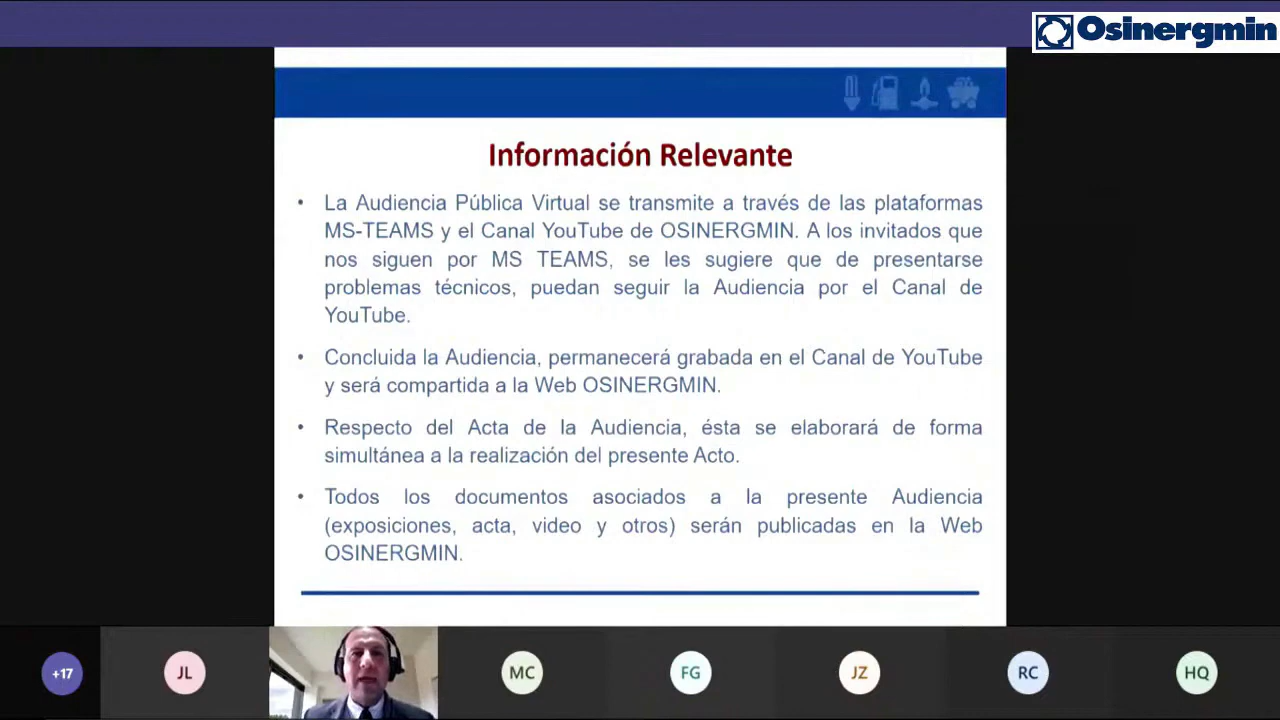 Osinergmin
Información Relevante
• La Audiencia Pública Virtual se transmite a través de las plataformas
MS-TEAMS y el Canal YouTube de OSINERGMIN. A los invitados que
nos siguen por MS TEAMS, se les sugiere que de presentarse
problemas técnicos, puedan seguir la Audiencia por el Canal de
YouTube.
• Concluida la Audiencia, permanecerá grabada en el Canal de YouTube
y será compartida a la Web OSINERGMIN.
• Respecto del Acta de la Audiencia, ésta se elaborará de forma
simultánea a la realización del presente Acto.
• Todos los documentos asociados a la presente Audiencia
(exposiciones, acta, video y otros) serán publicadas en la Web
OSINERGMIN.
+17 JL MC FG JZ RC HQ